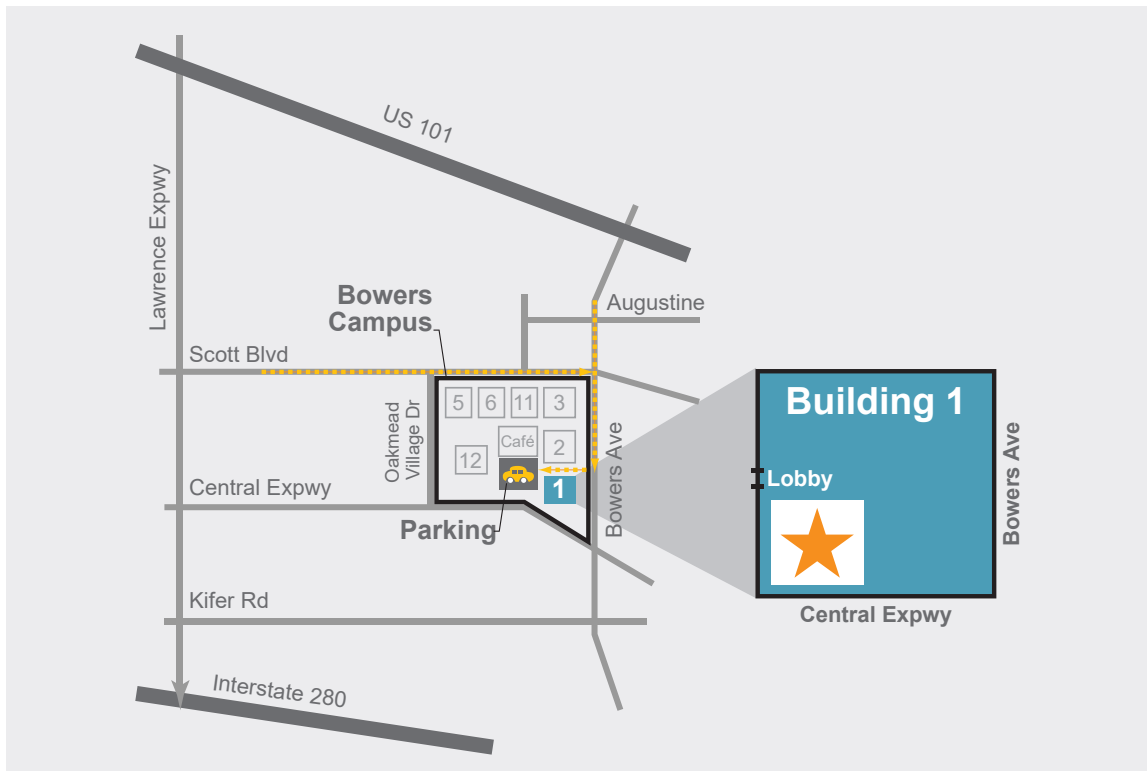 US 101
Lawrence Expwy
Bowers
Campus
Augustine
Scott Blvd
5
6
11
3
Building 1
Oakmead
Village Dr
Café
2
12
Bowers Ave
Lobby
Bowers Ave
Central Expwy
1
Parking
Kifer Rd
Central Expwy
Interstate 280